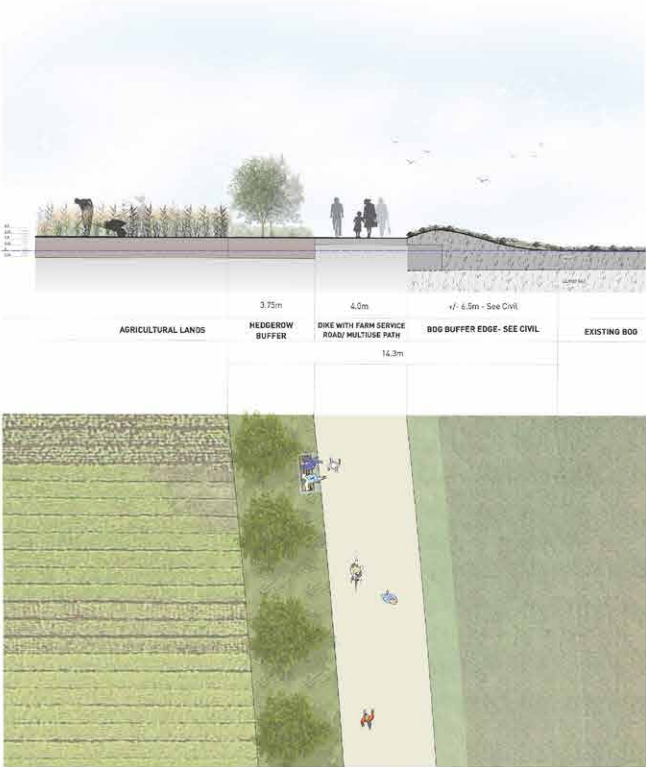 3.75m
4.0m
+/- 6.5m - See Civil
AGRICULTURAL LANDS
HEDGEROW
BUFFER
DIKE WITH FARM SERVICE
ROAD/ MULTIUSE PATH
BOG BUFFER EDGE- SEE CIVIL
EXISTING BOG
14.3m